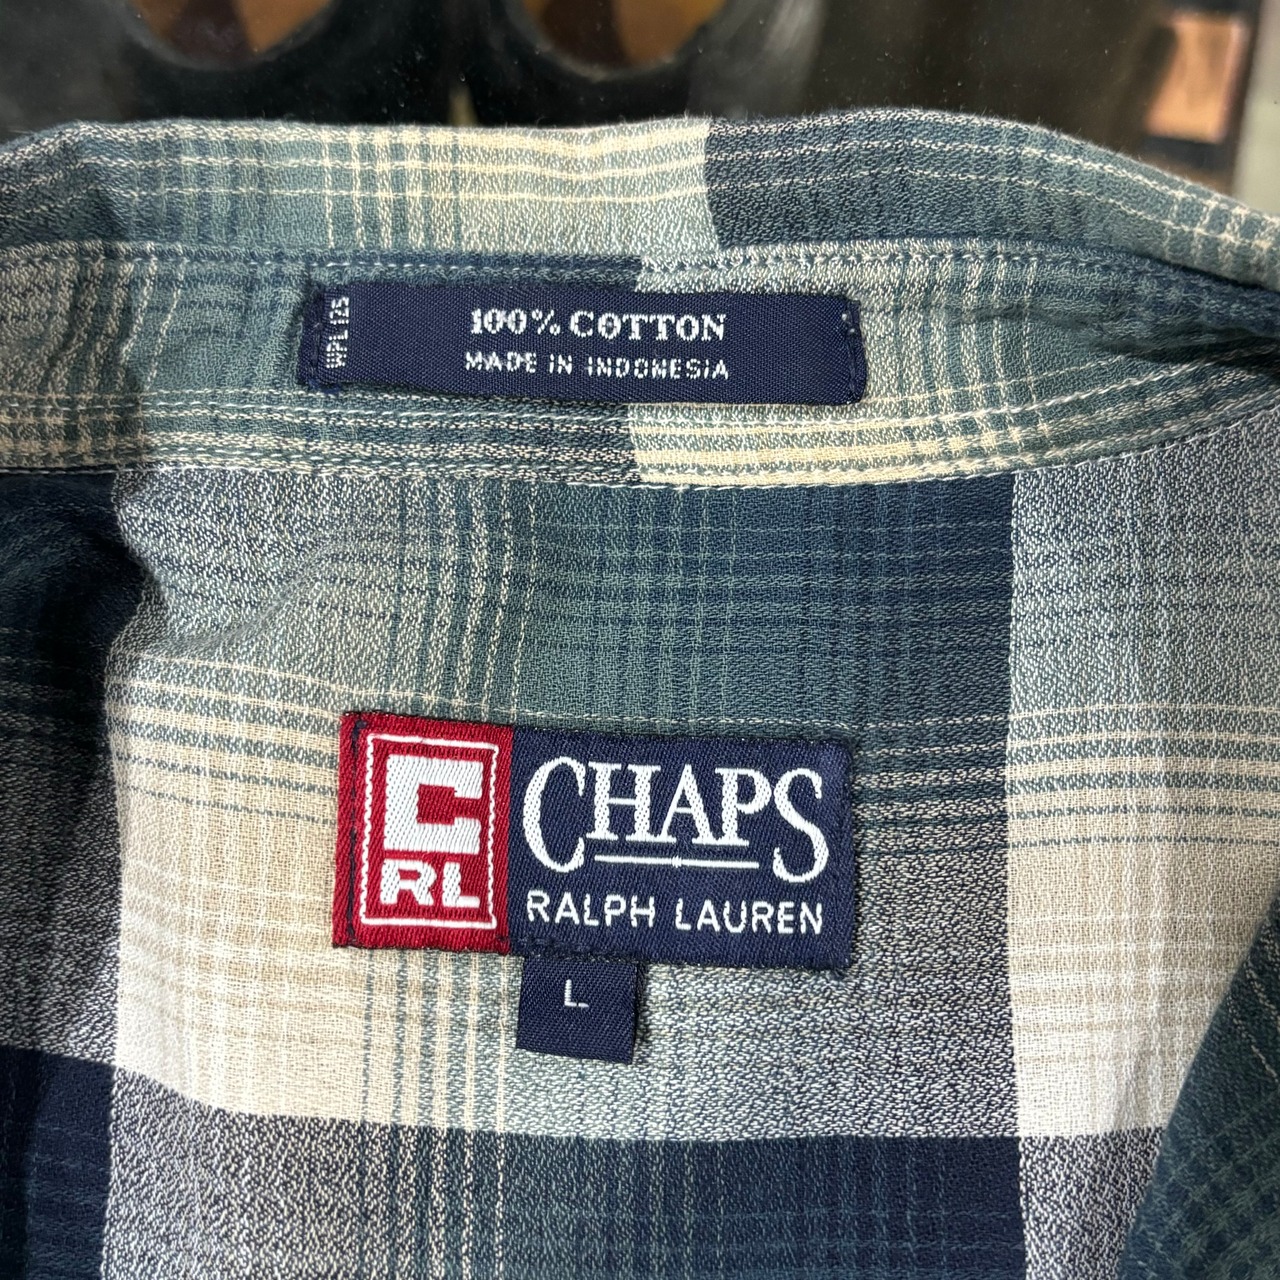 WPL 125
100% COTTON
MADE IN INDONESIA
C
RL
CHAPS
RALPH LAUREN
L